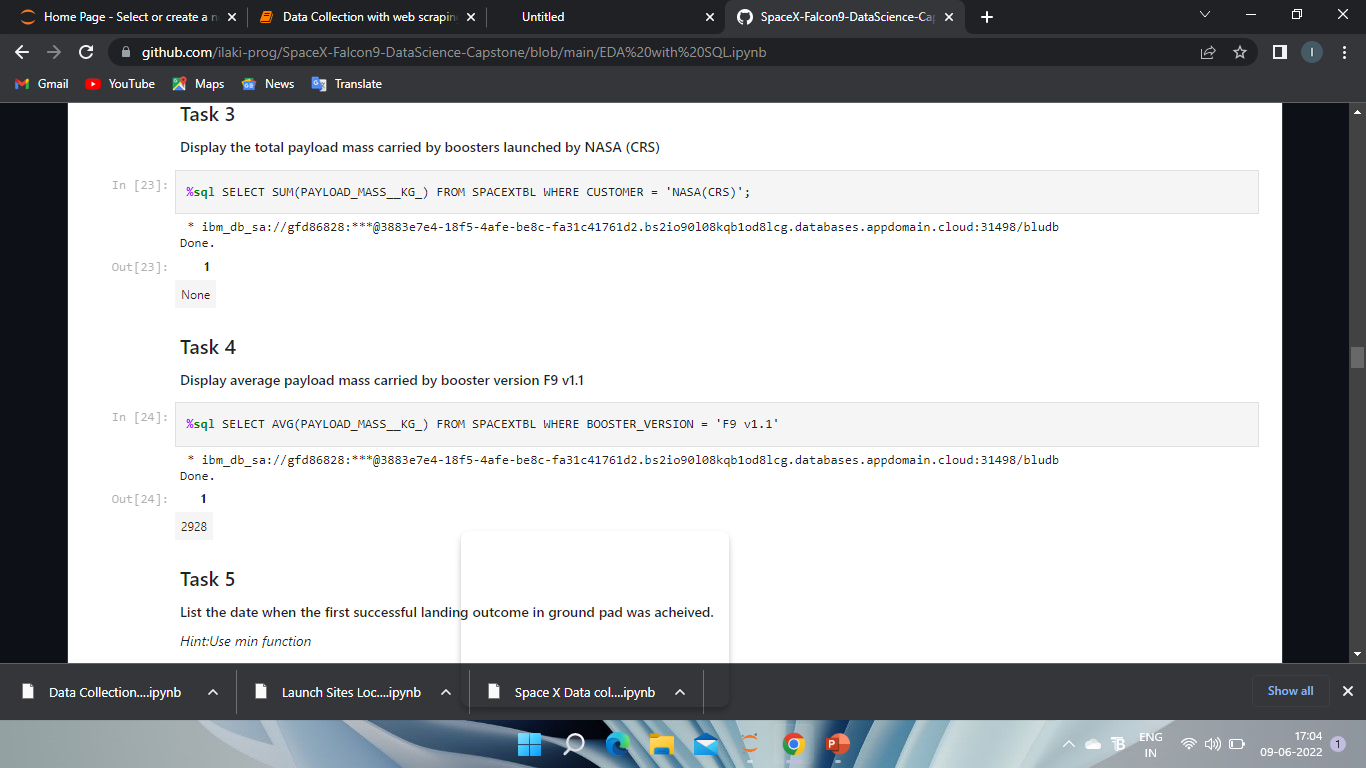 Home Page - Select or create a n
Data Collection with web scrapin
Untitled
SpaceX-Falcon9-DataScience-Cap
github.com/ilaki-prog/SpaceX-Falcon9-DataScience-Capstone/blob/main/EDA%20with%20SQL.ipynb
I
Gmail
YouTube
Maps
News
Translate
Task 3
Display the total payload mass carried by boosters launched by NASA (CRS)
In [23]: %sql SELECT SUM(PAYLOAD_MASS__KG_) FROM SPACEXTBL WHERE CUSTOMER = 'NASA(CRS)';
* ibm_db_sa://gfd86828:***@3883e7e4-18f5-4afe-be8c-fa31c41761d2.bs2io90l08kqb1od8lcg.databases.appdomain.cloud:31498/bludb
Done.
Out[23]: 1
None
Task 4
Display average payload mass carried by booster version F9 v1.1
In [24]: %sql SELECT AVG(PAYLOAD_MASS__KG_) FROM SPACEXTBL WHERE BOOSTER_VERSION = 'F9 v1.1'
* ibm_db_sa://gfd86828:***@3883e7e4-18f5-4afe-be8c-fa31c41761d2.bs2io90l08kqb1od8lcg.databases.appdomain.cloud:31498/bludb
Done.
Out[24]: 1
2928
Task 5
List the date when the first successful landing outcome in ground pad was acheived.
Hint:Use min function
Data Collection....ipynb
Launch Sites Loc....ipynb
Space X Data col....ipynb
Show all
P
ENG
IN
17:04
09-06-2022
1